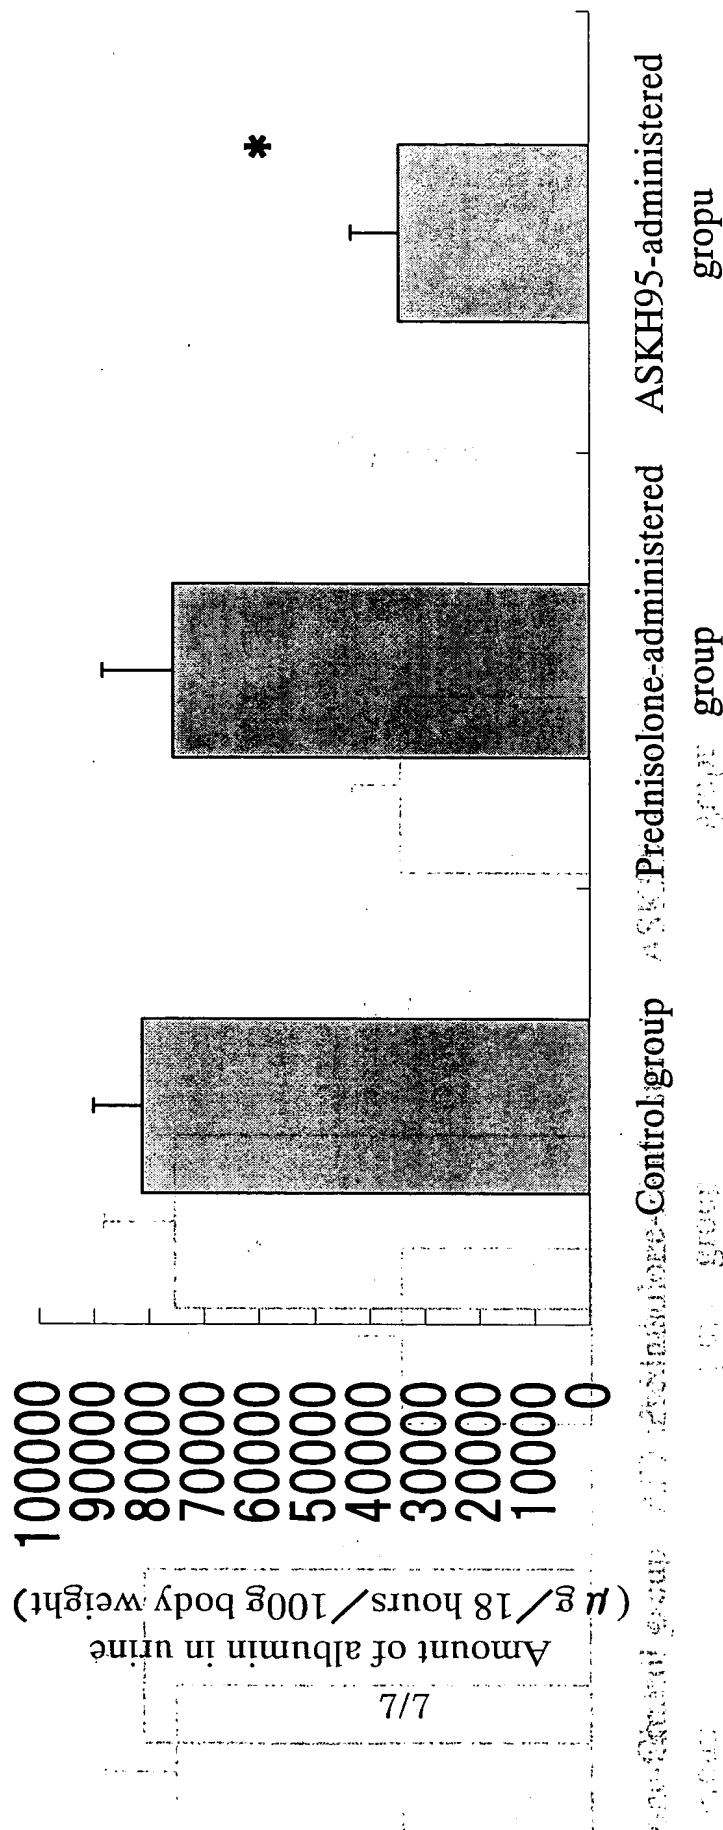 Amount of albumin in urine
(μg/18 hours/100g body weight)
100000
90000
80000
70000
60000
50000
40000
30000
20000
10000
0
*
Control group
Prednisolone-administered
group
ASKH95-administered
gropu
7/7